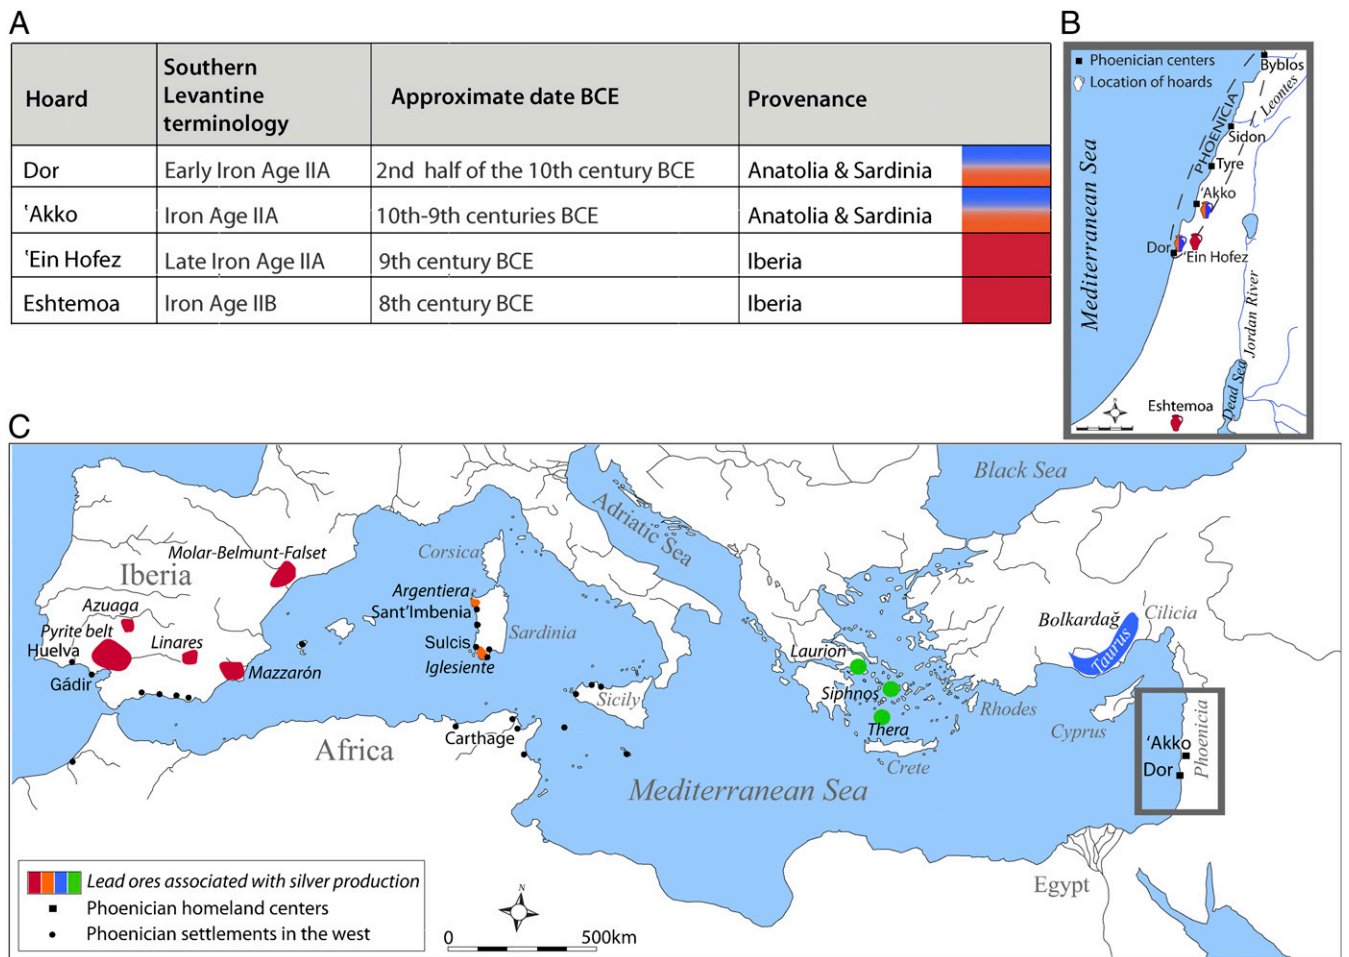 A
Hoard
Southern
Levantine
terminology
Approximate date BCE
Provenance
Dor
Early Iron Age IIA
2nd half of the 10th century BCE
Anatolia & Sardinia
‛Akko
Iron Age IIA
10th-9th centuries BCE
Anatolia & Sardinia
‛Ein Hofez
Late Iron Age IIA
9th century BCE
Iberia
Eshtemoa
Iron Age IIB
8th century BCE
Iberia
B
Phoenician centers
Location of hoards
Byblos
Leontes
PHOENICIA
Sidon
Tyre
‛Akko
Dor
‛Ein Hofez
Mediterranean Sea
Jordan River
Dead Sea
Eshtemoa
N
C
Black Sea
Adriatic Sea
Corsica
Molar-Belmunt-Falset
Iberia
Argentiera
Sant'Imbenia
Azuaga
Bolkardağ
Cilicia
Taurus
Pyrite belt
Linares
Sulcis
Sardinia
Huelva
Iglesiente
Laurion
Gádir
Mazzarón
Siphnos
Sicily
Rhodes
Thera
Cyprus
Phoenicia
Carthage
Africa
‛Akko
Dor
Crete
Mediterranean Sea
Egypt
Lead ores associated with silver production
Phoenician homeland centers
Phoenician settlements in the west
N
0 500km